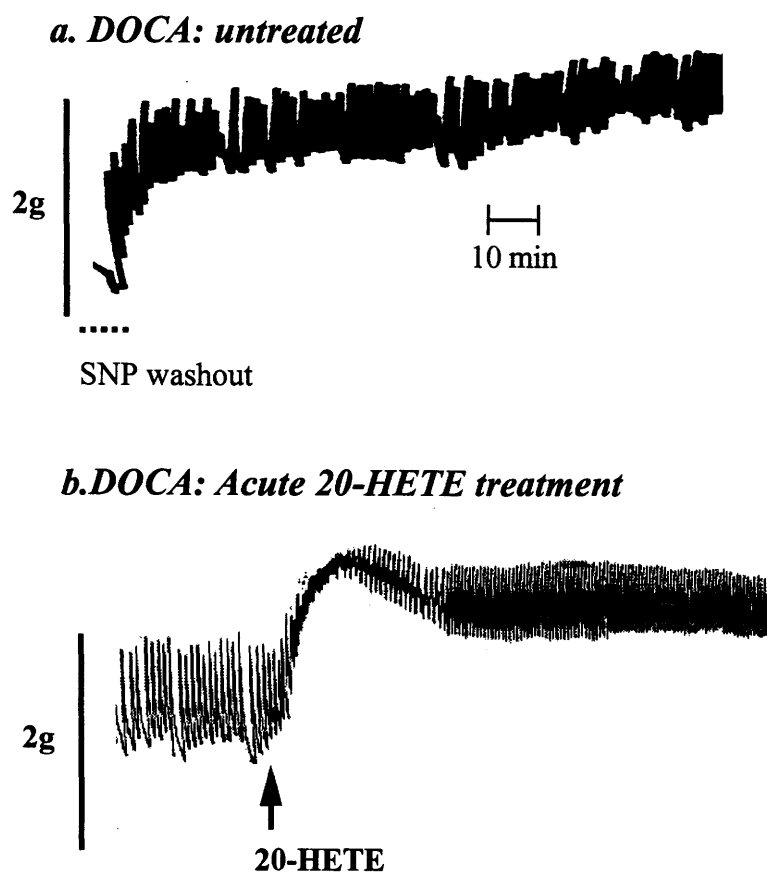 a. DOCA: untreated
2g
10 min
SNP washout
b.DOCA: Acute 20-HETE treatment
2g
20-HETE